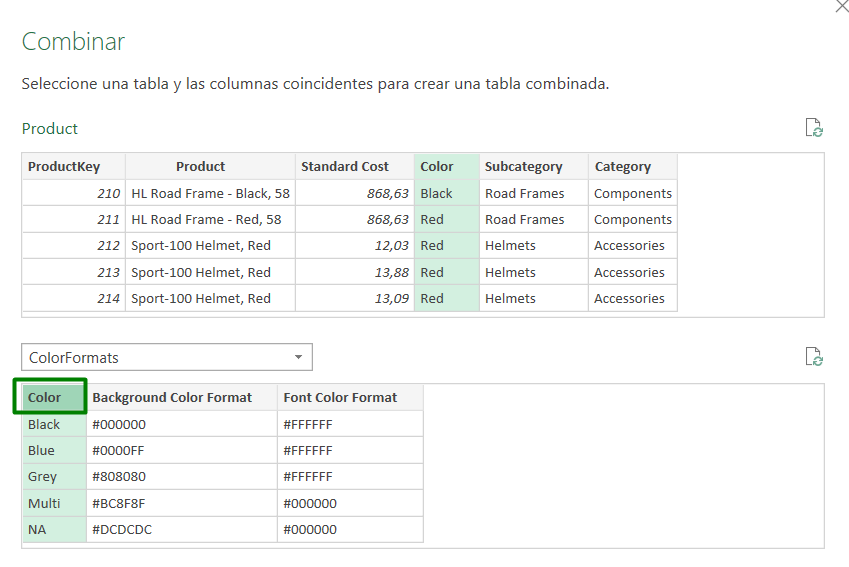 Combinar
Seleccione una tabla y las columnas coincidentes para crear una tabla combinada.
Product
ProductKey Product Standard Cost Color Subcategory Category
210 HL Road Frame - Black, 58 868,63 Black Road Frames Components
211 HL Road Frame - Red, 58 868,63 Red Road Frames Components
212 Sport-100 Helmet, Red 12,03 Red Helmets Accessories
213 Sport-100 Helmet, Red 13,88 Red Helmets Accessories
214 Sport-100 Helmet, Red 13,09 Red Helmets Accessories
ColorFormats
Color Background Color Format Font Color Format
Black #000000 #FFFFFF
Blue #0000FF #FFFFFF
Grey #808080 #FFFFFF
Multi #BC8F8F #000000
NA #DCDCDC #000000